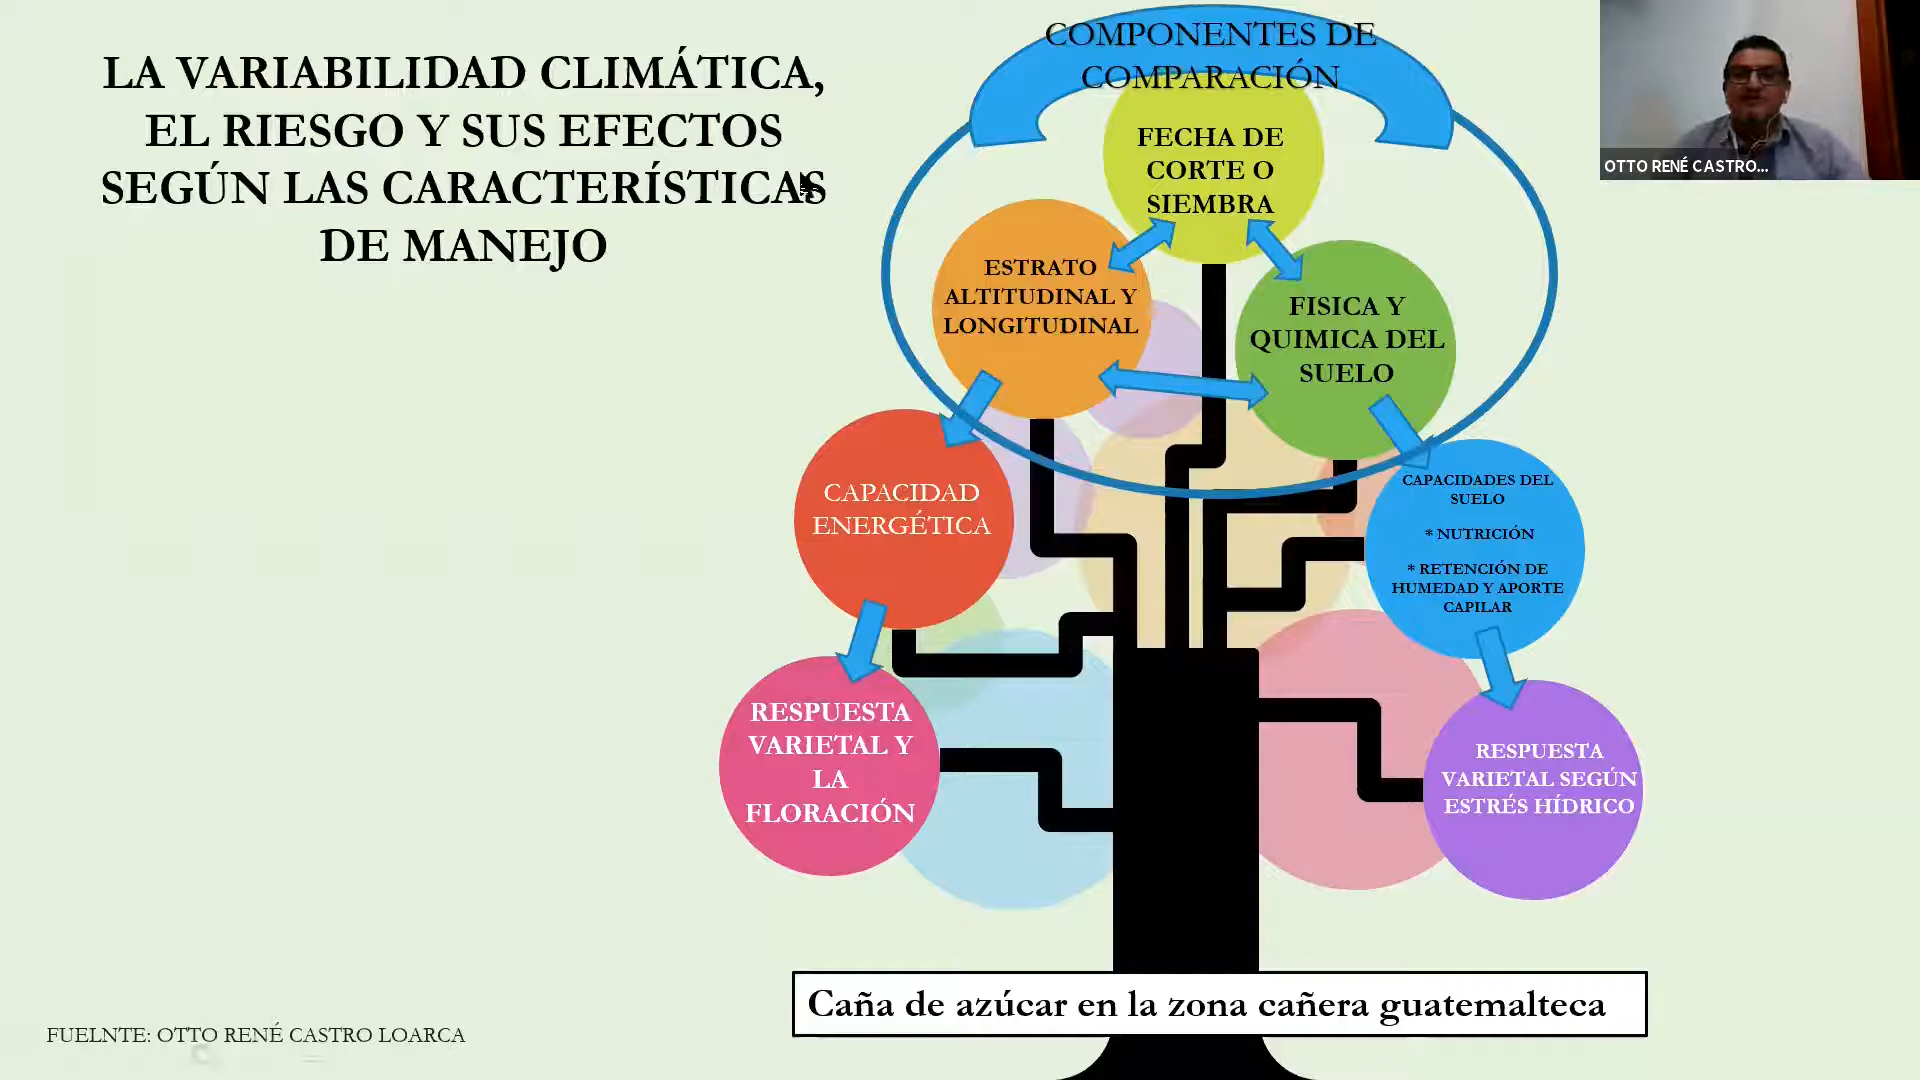 LA VARIABILIDAD CLIMÁTICA,
EL RIESGO Y SUS EFECTOS
SEGÚN LAS CARACTERÍSTICAS
DE MANEJO
COMPONENTES DE
COMPARACIÓN
FECHA DE
CORTE O
SIEMBRA
ESTRATO
ALTITUDINAL Y
LONGITUDINAL
FISICA Y
QUIMICA DEL
SUELO
CAPACIDAD
ENERGÉTICA
CAPACIDADES DEL
SUELO
* NUTRICIÓN
* RETENCIÓN DE
HUMEDAD Y APORTE
CAPILAR
RESPUESTA
VARIETAL Y
LA
FLORACIÓN
RESPUESTA
VARIETAL SEGÚN
ESTRÉS HÍDRICO
Caña de azúcar en la zona cañera guatemalteca
FUELNTE: OTTO RENÉ CASTRO LOARCA
OTTO RENÉ CASTRO...